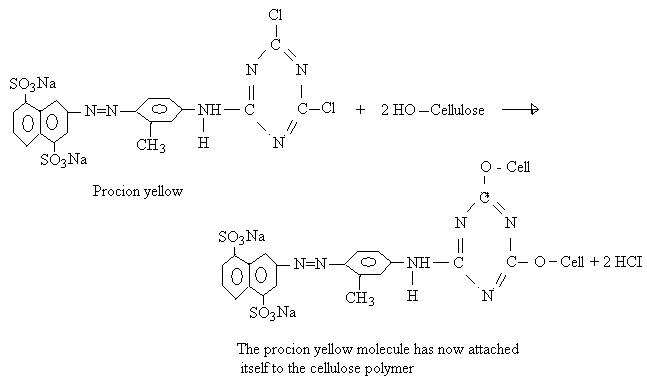 Cl
C
N N
SO3Na
N=N NH C C Cl + 2 HO – Cellulose
N
CH3 H
SO3Na
Procion yellow
O - Cell
C
N N
SO3Na
N=N NH C C O – Cell + 2 HCl
N
CH3 H
SO3Na
The procion yellow molecule has now attached
itself to the cellulose polymer